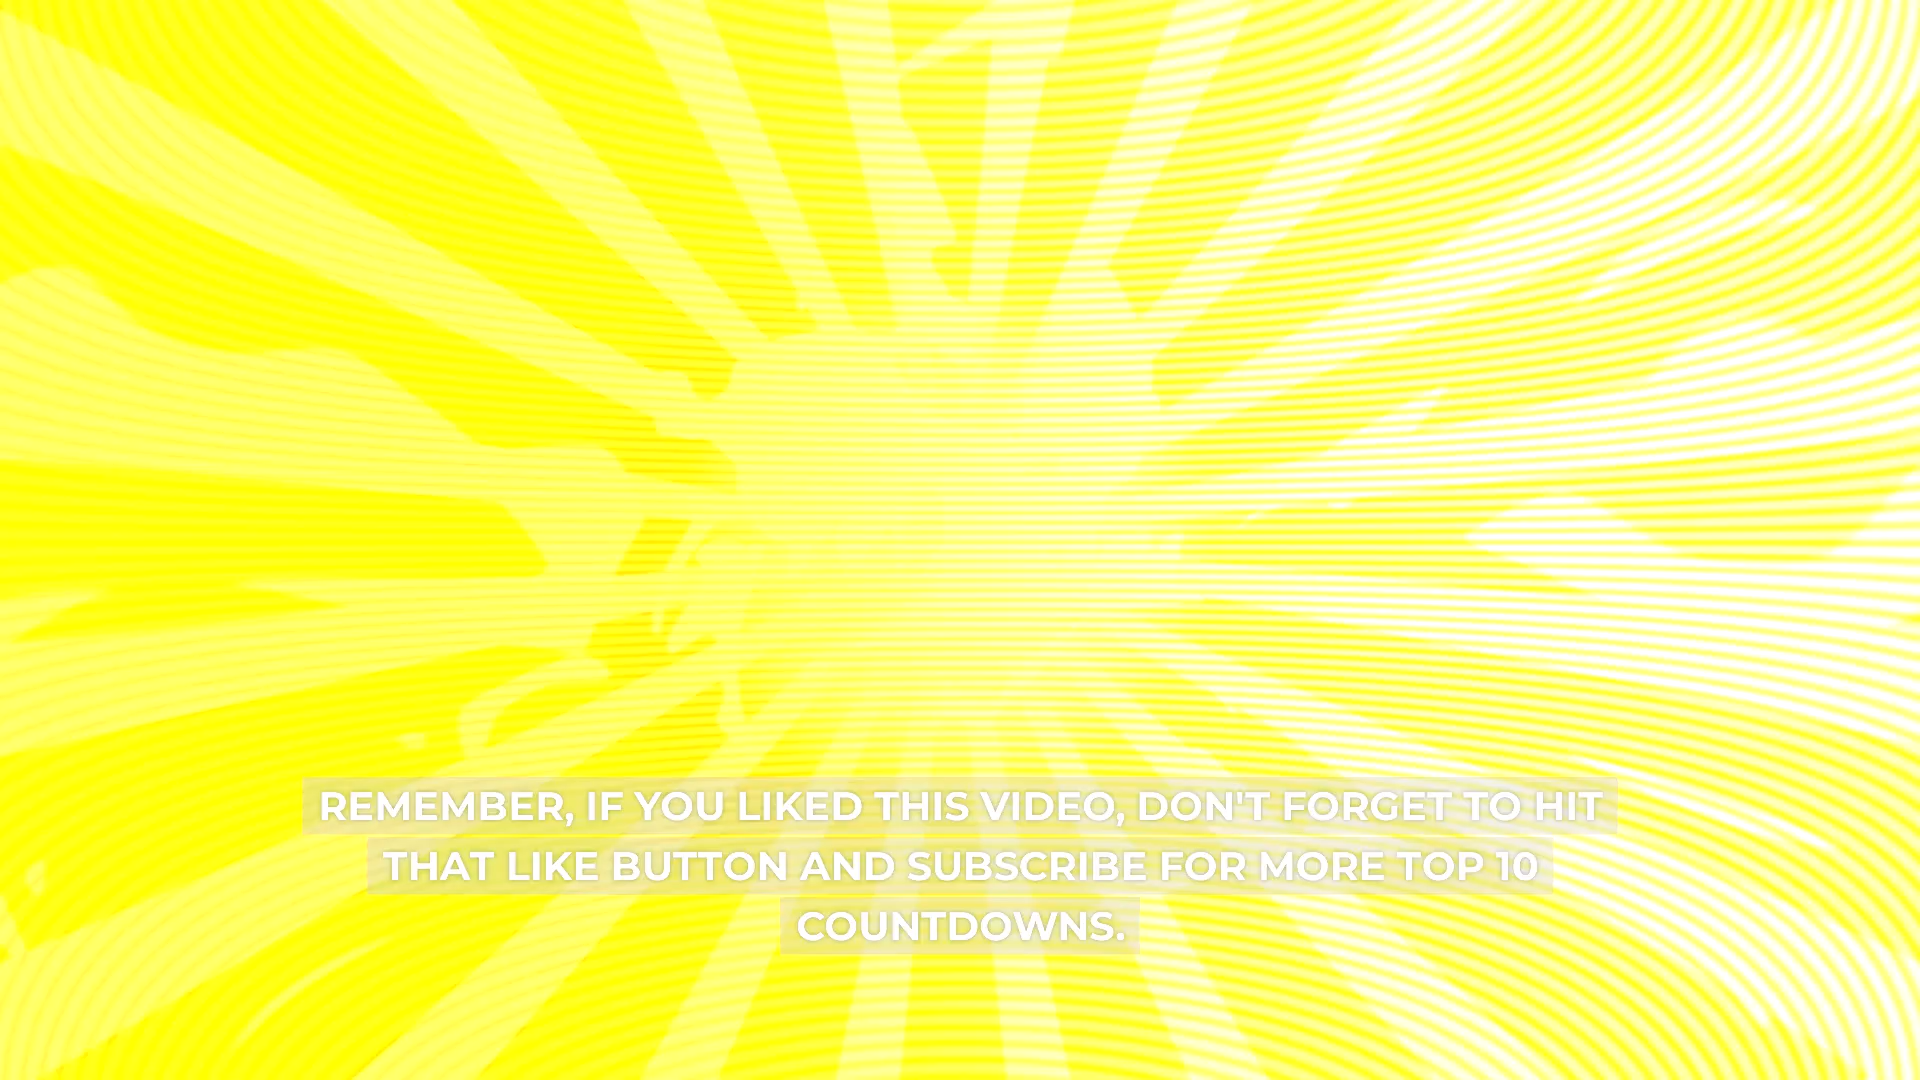 REMEMBER, IF YOU LIKED THIS VIDEO, DON'T FORGET TO HIT
THAT LIKE BUTTON AND SUBSCRIBE FOR MORE TOP 10
COUNTDOWNS.